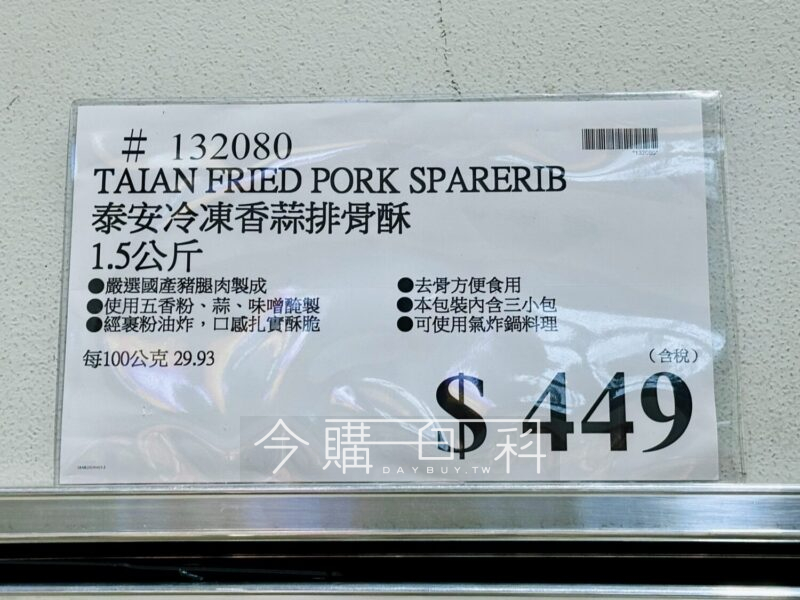 # 132080
TAIAN FRIED PORK SPARERIB
泰安冷凍香蒜排骨酥
1.5公斤
●嚴選國產豬腿肉製成
●使用五香粉、蒜、味噌醃製
●經裹粉油炸，口感扎實酥脆
●去骨方便食用
●本包裝內含三小包
●可使用氣炸鍋料理
每100公克 29.93
（含稅）
$ 449
今購百科
DAYBUY.TW